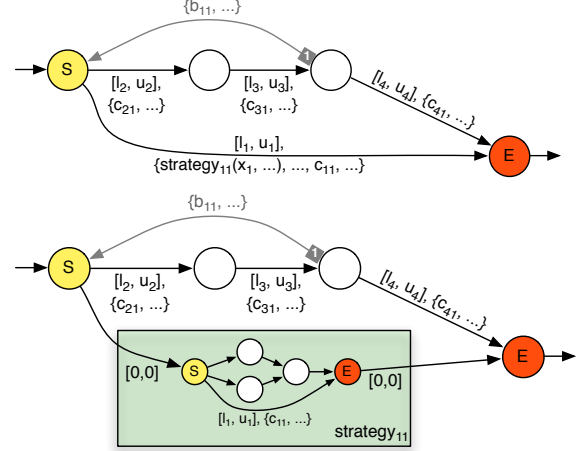 {b₁₁, ...}
1
S
[l₂, u₂],
{c₂₁, ...}
[l₃, u₃],
{c₃₁, ...}
[l₄, u₄], {c₄₁, ...}
[l₁, u₁],
{strategy₁₁(x₁, ...), ..., c₁₁, ...}
E
{b₁₁, ...}
1
S
[l₂, u₂],
{c₂₁, ...}
[l₃, u₃],
{c₃₁, ...}
[l₄, u₄], {c₄₁, ...}
E
[0,0]
S
E
[0,0]
[l₁, u₁], {c₁₁, ...}
strategy₁₁